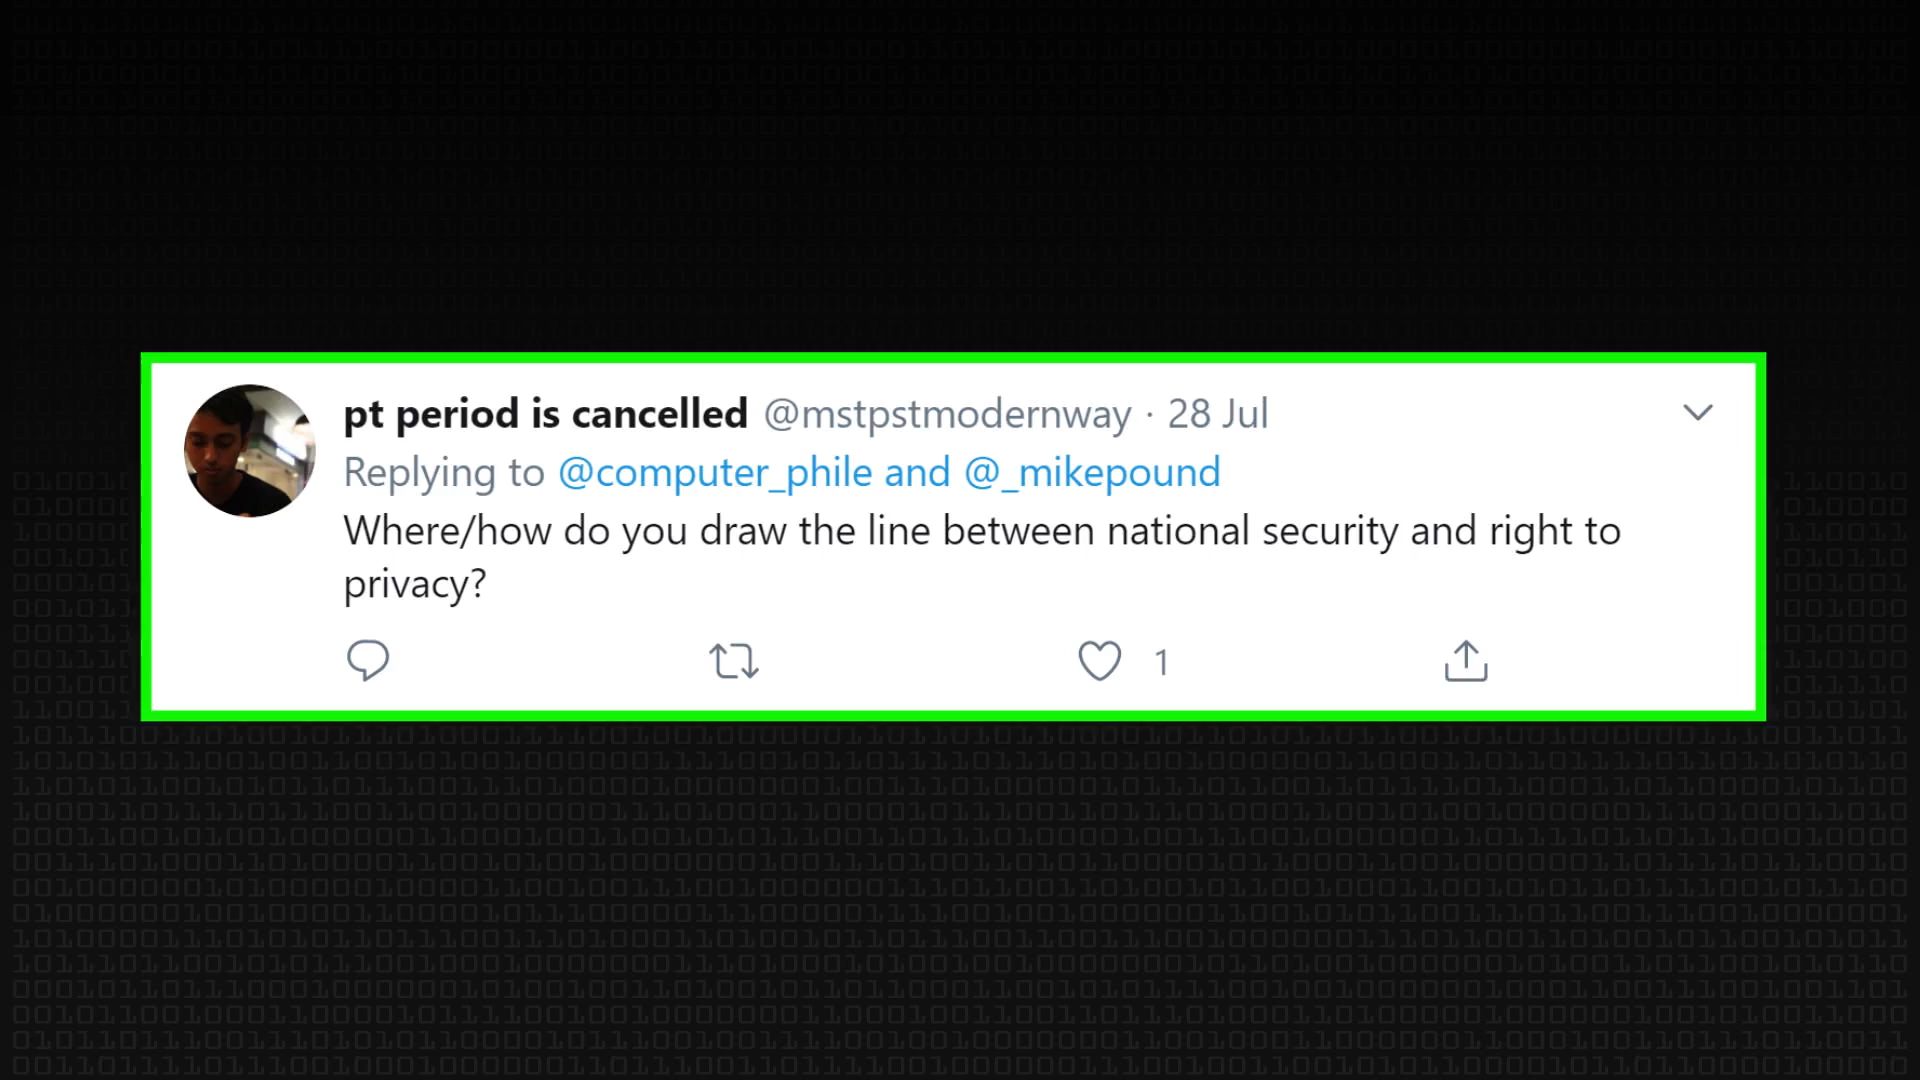 pt period is cancelled @mstpstmodernway · 28 Jul
Replying to @computer_phile and @_mikepound
Where/how do you draw the line between national security and right to
privacy?
1